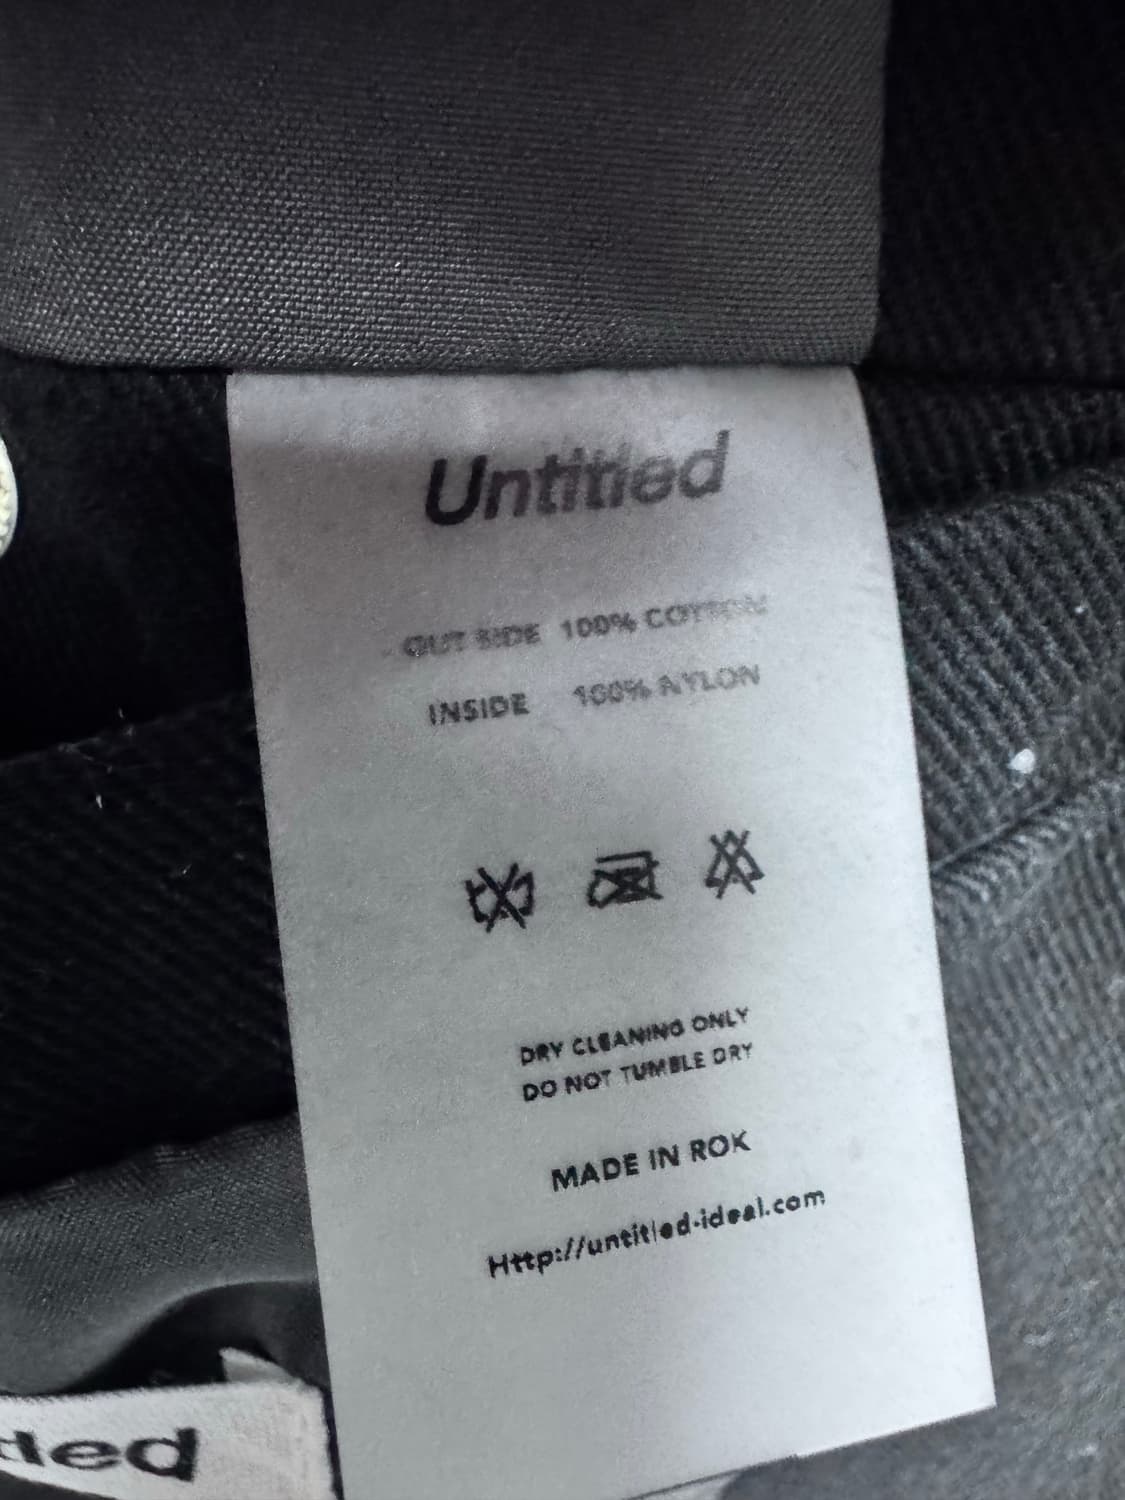 Untitled
OUT SIDE 100% COTTON
INSIDE 100% NYLON
DRY CLEANING ONLY
DO NOT TUMBLE DRY
MADE IN ROK
Http://untitled-ideal.com
tled